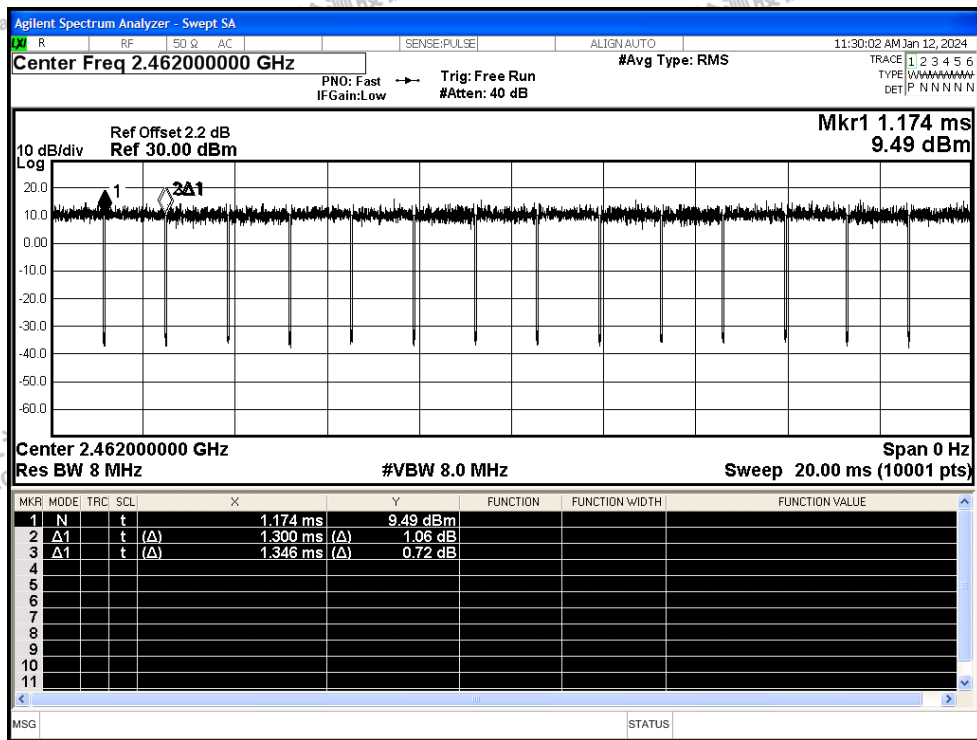 Agilent Spectrum Analyzer - Swept SA
LXI R RF 50 Ω AC SENSE:PULSE ALIGN AUTO 11:30:02 AM Jan 12, 2024
Center Freq 2.462000000 GHz #Avg Type: RMS TRACE 1 2 3 4 5 6
PNO: Fast Trig: Free Run TYPE WWWWWW
IFGain:Low #Atten: 40 dB DET P N N N N N
Mkr1 1.174 ms
9.49 dBm
Ref Offset 2.2 dB
10 dB/div Ref 30.00 dBm
Log
20.0
1 3Δ1
10.0
0.00
-10.0
-20.0
-30.0
-40.0
-50.0
-60.0
Center 2.462000000 GHz Span 0 Hz
Res BW 8 MHz #VBW 8.0 MHz Sweep 20.00 ms (10001 pts)
MKR MODE TRC SCL X Y FUNCTION FUNCTION WIDTH FUNCTION VALUE
1 N t 1.174 ms 9.49 dBm
2 Δ1 t (Δ) 1.300 ms (Δ) 1.06 dB
3 Δ1 t (Δ) 1.346 ms (Δ) 0.72 dB
4
5
6
7
8
9
10
11
MSG STATUS